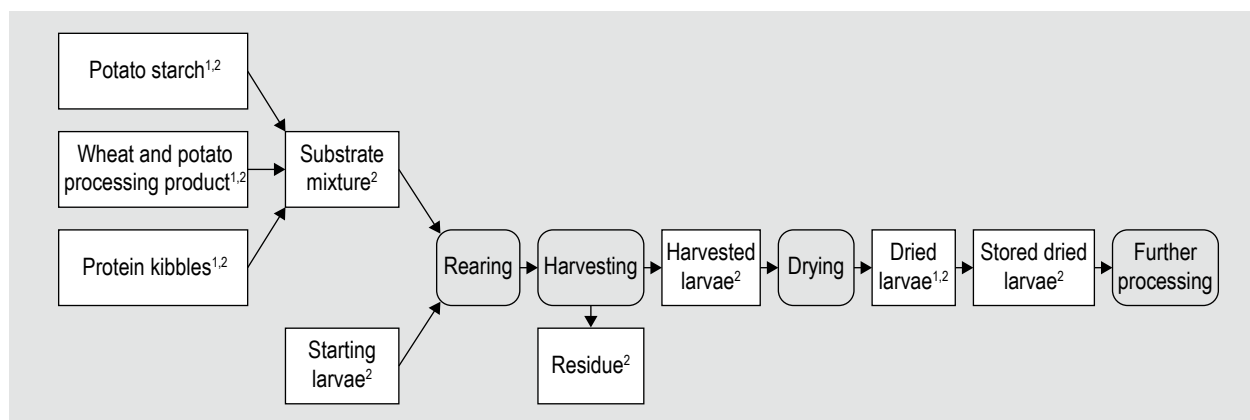 Potato starch1,2
Wheat and potato
processing product1,2
Protein kibbles1,2
Substrate
mixture2
Starting
larvae2
Rearing
Harvesting
Residue2
Harvested
larvae2
Drying
Dried
larvae1,2
Stored dried
larvae2
Further
processing